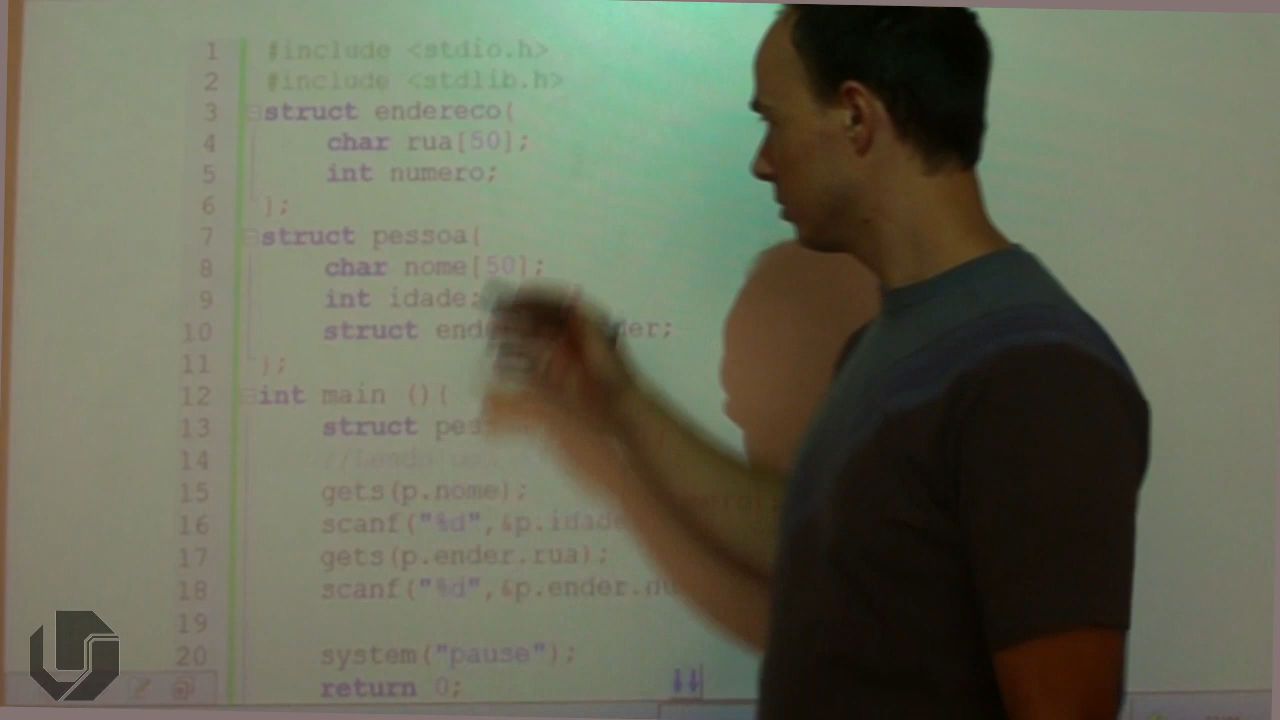 1 #include <stdio.h>
2 #include <stdlib.h>
3 struct endereco{
4 char rua[50];
5 int numero;
6 };
7 struct pessoa{
8 char nome[50];
9 int idade;
10 struct ender;
11 };
12 int main (){
13 struct
14
15 gets(p.nome);
16 scanf("%d",&p.idade
17 gets(p.ender.rua);
18 scanf("%d",&p.ender.nu
19
20 system("pause");
return 0;